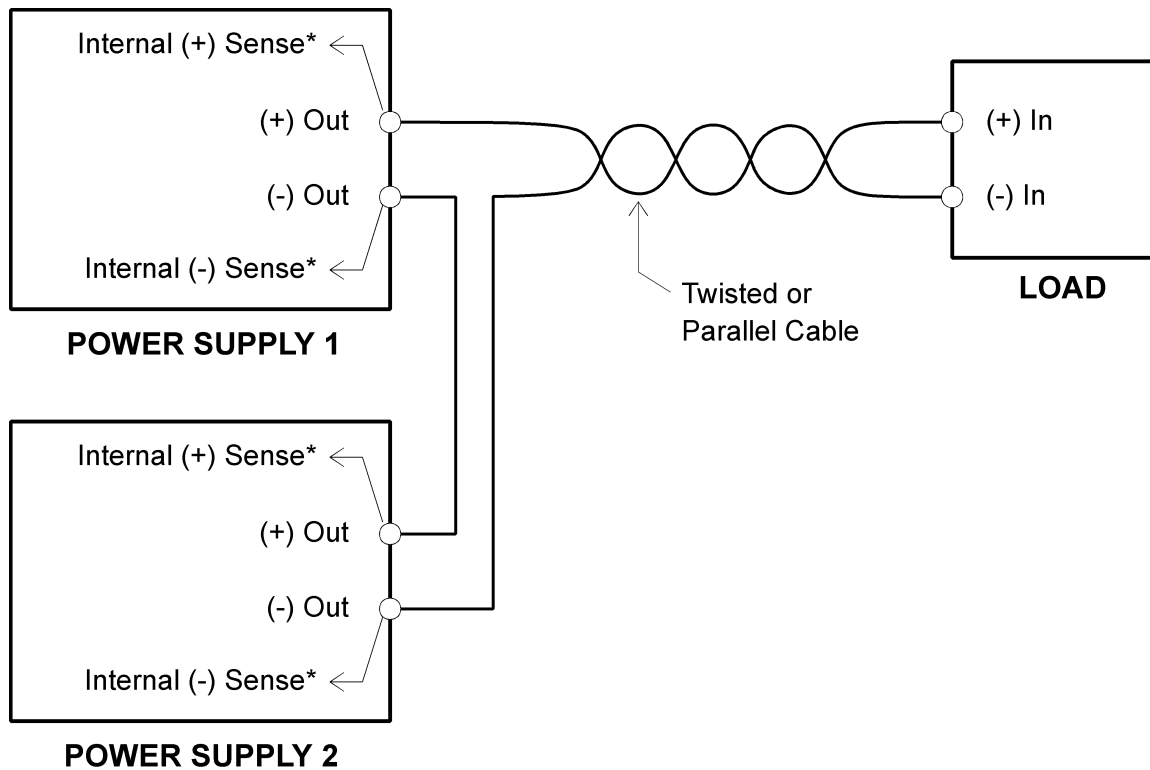 Internal (+) Sense*
(+) Out
(-) Out
Internal (-) Sense*
POWER SUPPLY 1
(+) In
(-) In
LOAD
Twisted or
Parallel Cable
Internal (+) Sense*
(+) Out
(-) Out
Internal (-) Sense*
POWER SUPPLY 2